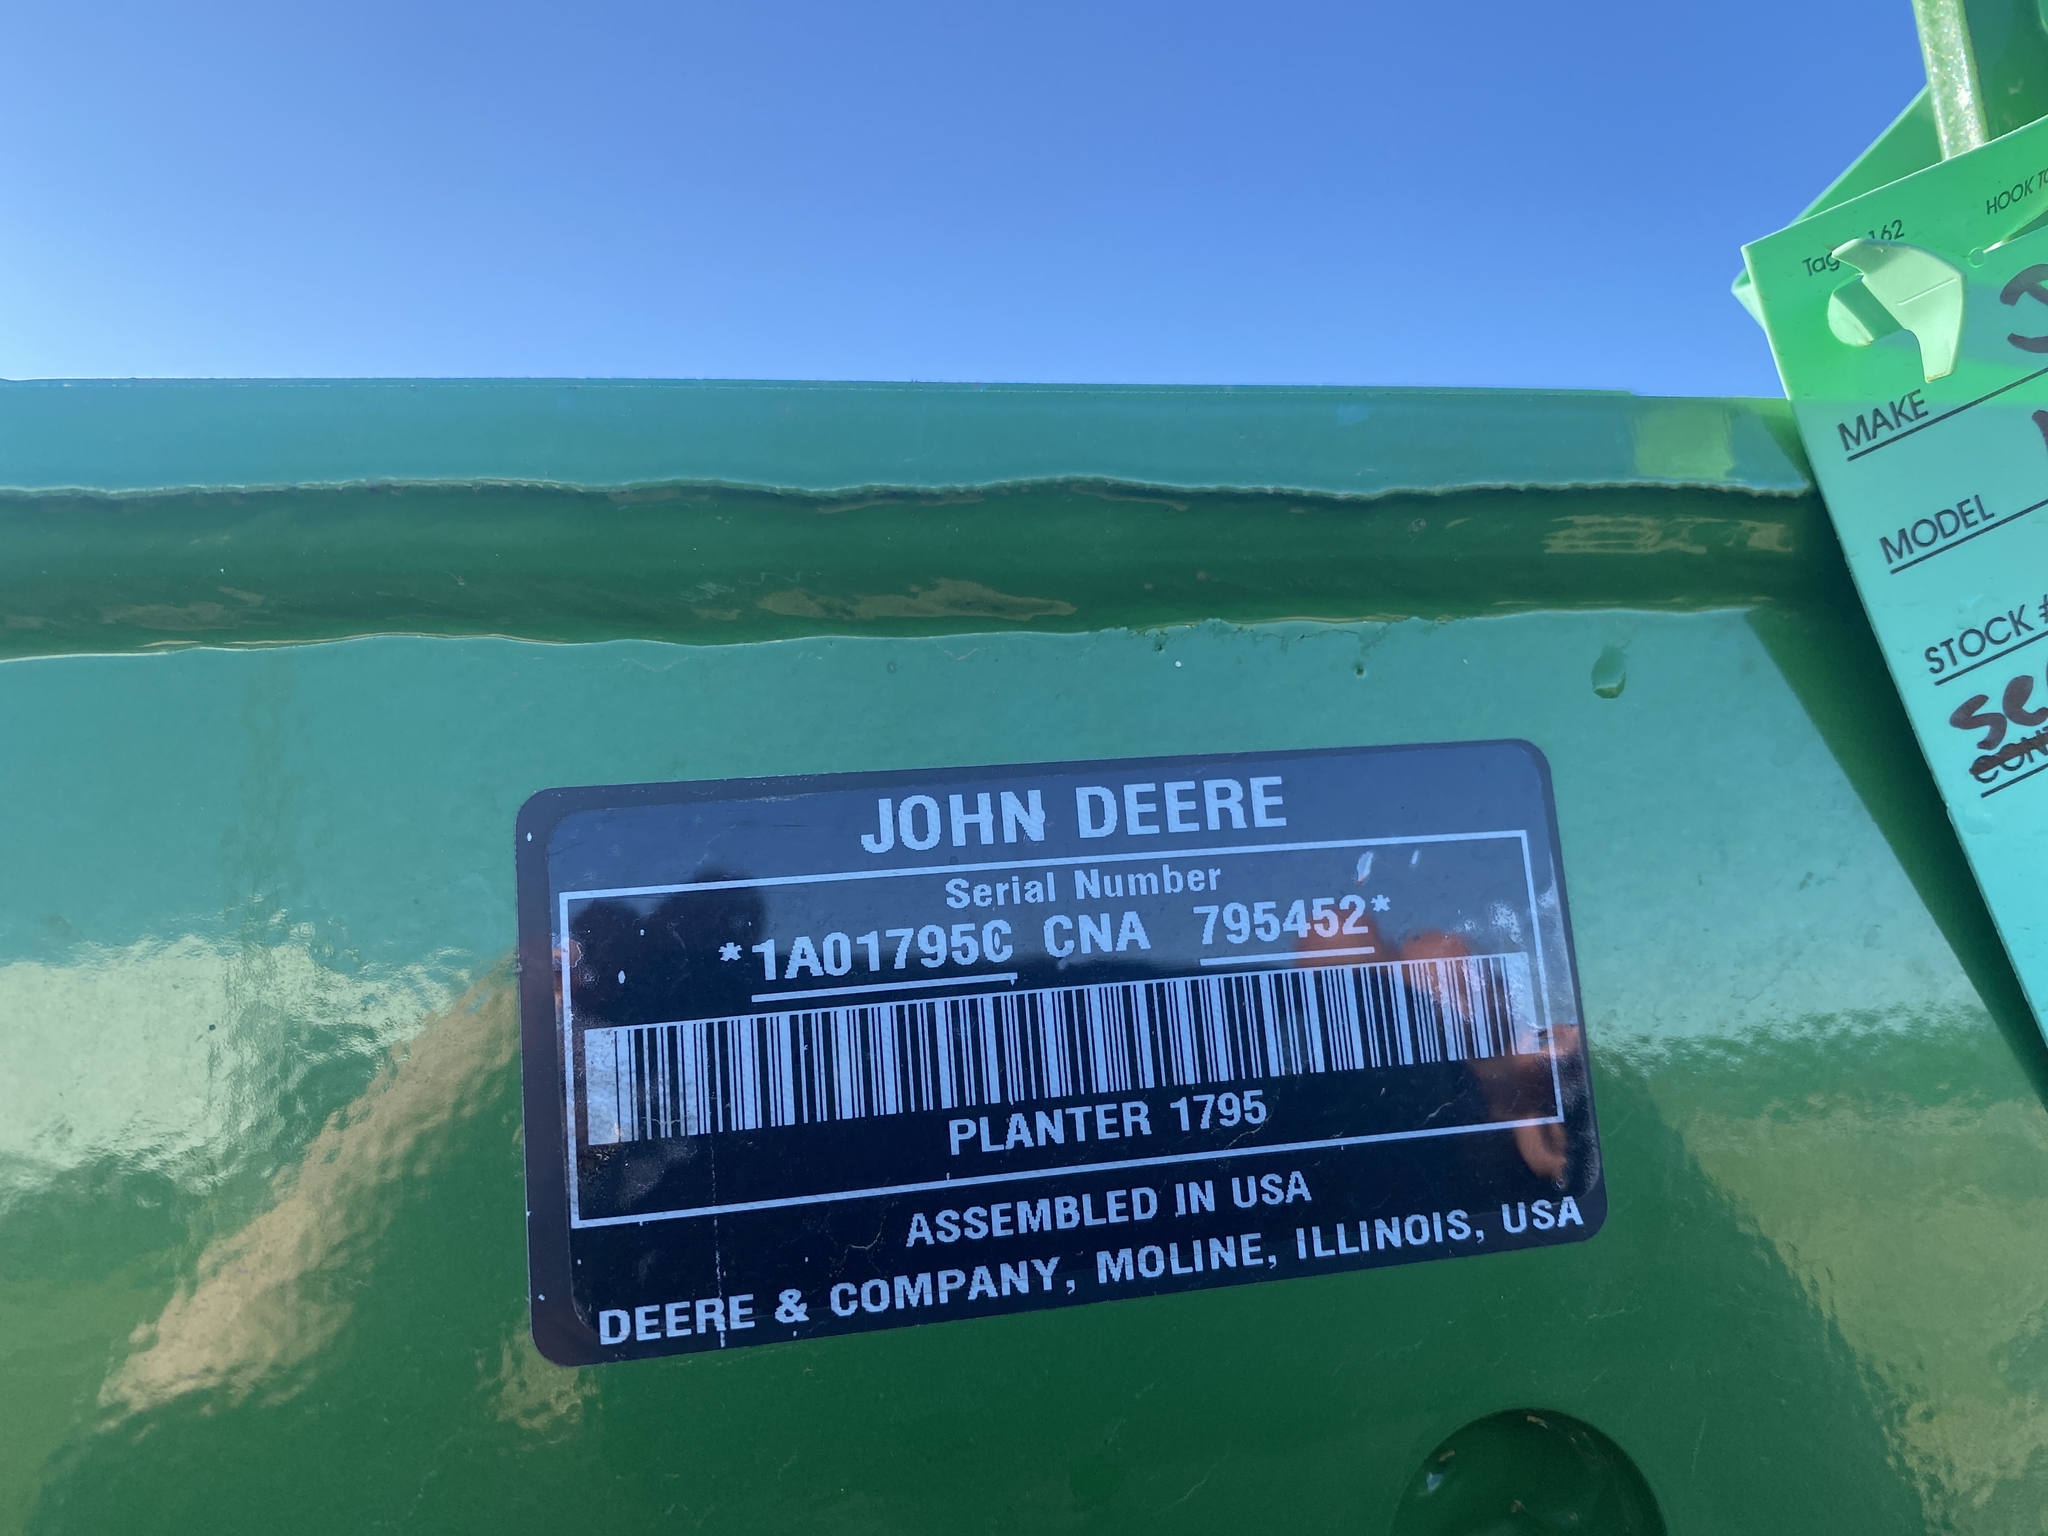 JOHN DEERE
Serial Number
*1A01795C CNA 795452*
PLANTER 1795
ASSEMBLED IN USA
DEERE & COMPANY, MOLINE, ILLINOIS, USA
HOOK
MAKE
MODEL
STOCK #